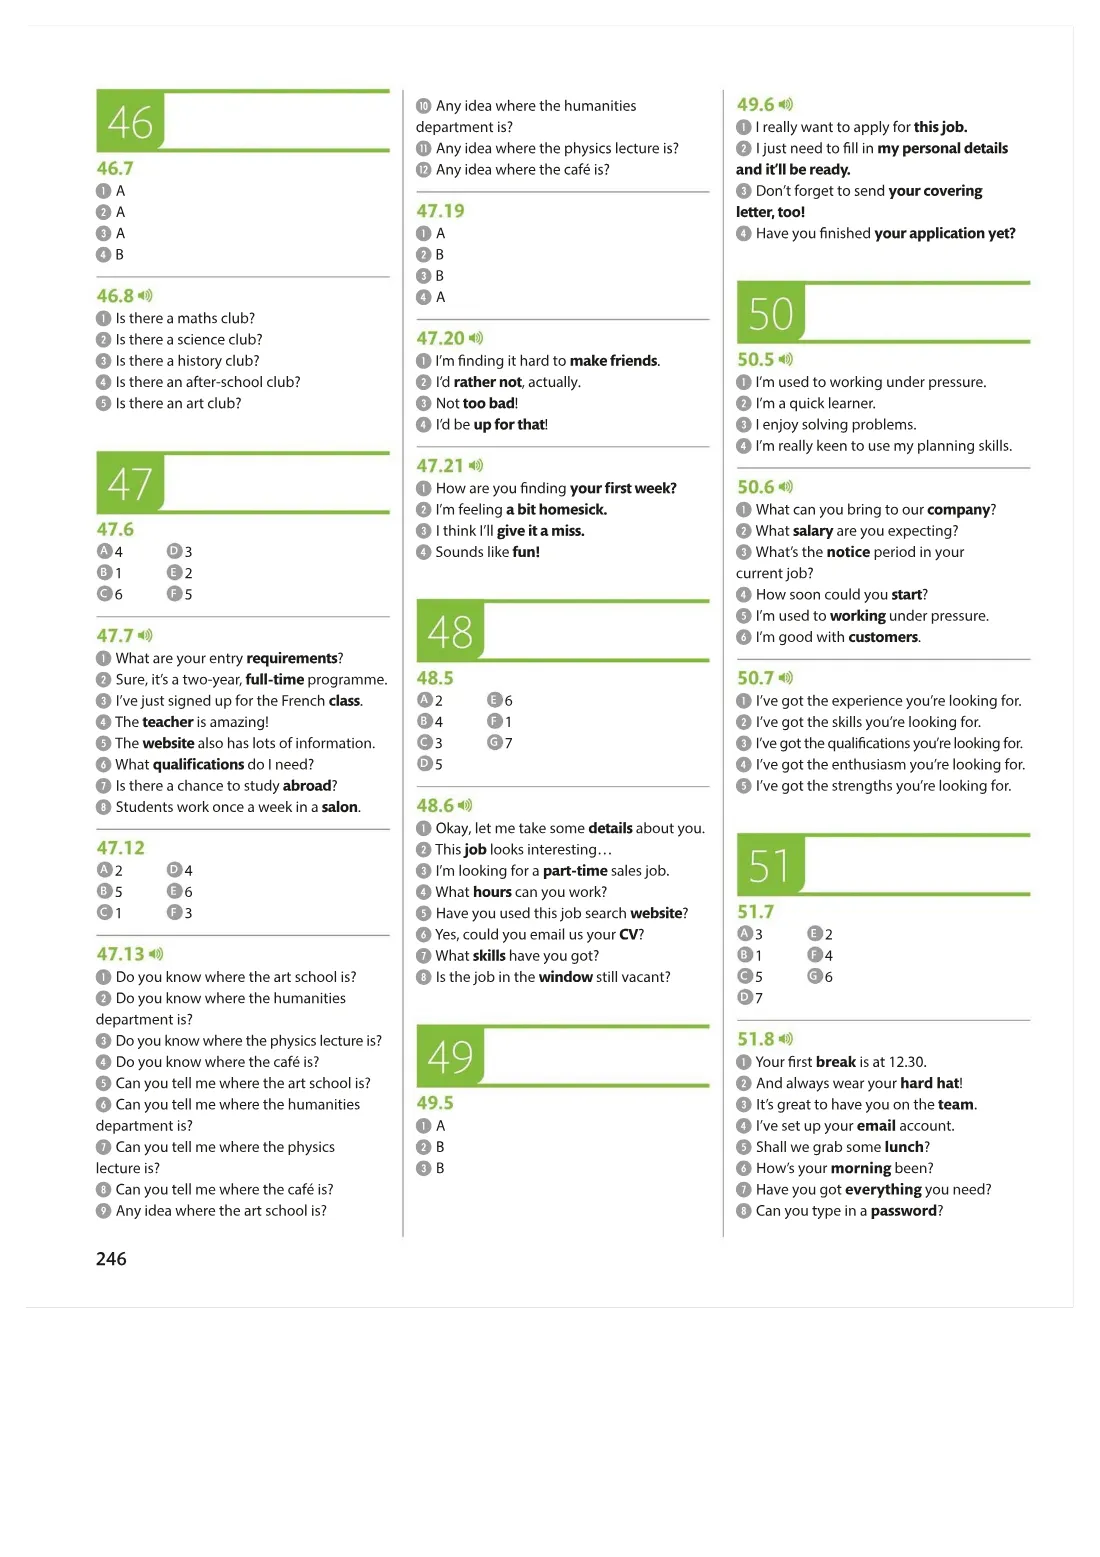 46
46.7
1 A
2 A
3 A
4 B
46.8
1 Is there a maths club?
2 Is there a science club?
3 Is there a history club?
4 Is there an after-school club?
5 Is there an art club?
47
47.6
A 4 D 3
B 1 E 2
C 6 F 5
47.7
1 What are your entry requirements?
2 Sure, it's a two-year, full-time programme.
3 I've just signed up for the French class.
4 The teacher is amazing!
5 The website also has lots of information.
6 What qualifications do I need?
7 Is there a chance to study abroad?
8 Students work once a week in a salon.
47.12
A 2 D 4
B 5 E 6
C 1 F 3
47.13
1 Do you know where the art school is?
2 Do you know where the humanities
department is?
3 Do you know where the physics lecture is?
4 Do you know where the café is?
5 Can you tell me where the art school is?
6 Can you tell me where the humanities
department is?
7 Can you tell me where the physics
lecture is?
8 Can you tell me where the café is?
9 Any idea where the art school is?
10 Any idea where the humanities
department is?
11 Any idea where the physics lecture is?
12 Any idea where the café is?
47.19
1 A
2 B
3 B
4 A
47.20
1 I'm finding it hard to make friends.
2 I'd rather not, actually.
3 Not too bad!
4 I'd be up for that!
47.21
1 How are you finding your first week?
2 I'm feeling a bit homesick.
3 I think I'll give it a miss.
4 Sounds like fun!
48
48.5
A 2 E 6
B 4 F 1
C 3 G 7
D 5
48.6
1 Okay, let me take some details about you.
2 This job looks interesting…
3 I'm looking for a part-time sales job.
4 What hours can you work?
5 Have you used this job search website?
6 Yes, could you email us your CV?
7 What skills have you got?
8 Is the job in the window still vacant?
49
49.5
1 A
2 B
3 B
49.6
1 I really want to apply for this job.
2 I just need to fill in my personal details
and it'll be ready.
3 Don't forget to send your covering
letter, too!
4 Have you finished your application yet?
50
50.5
1 I'm used to working under pressure.
2 I'm a quick learner.
3 I enjoy solving problems.
4 I'm really keen to use my planning skills.
50.6
1 What can you bring to our company?
2 What salary are you expecting?
3 What's the notice period in your
current job?
4 How soon could you start?
5 I'm used to working under pressure.
6 I'm good with customers.
50.7
1 I've got the experience you're looking for.
2 I've got the skills you're looking for.
3 I've got the qualifications you're looking for.
4 I've got the enthusiasm you're looking for.
5 I've got the strengths you're looking for.
51
51.7
A 3 E 2
B 1 F 4
C 5 G 6
D 7
51.8
1 Your first break is at 12.30.
2 And always wear your hard hat!
3 It's great to have you on the team.
4 I've set up your email account.
5 Shall we grab some lunch?
6 How's your morning been?
7 Have you got everything you need?
8 Can you type in a password?
246